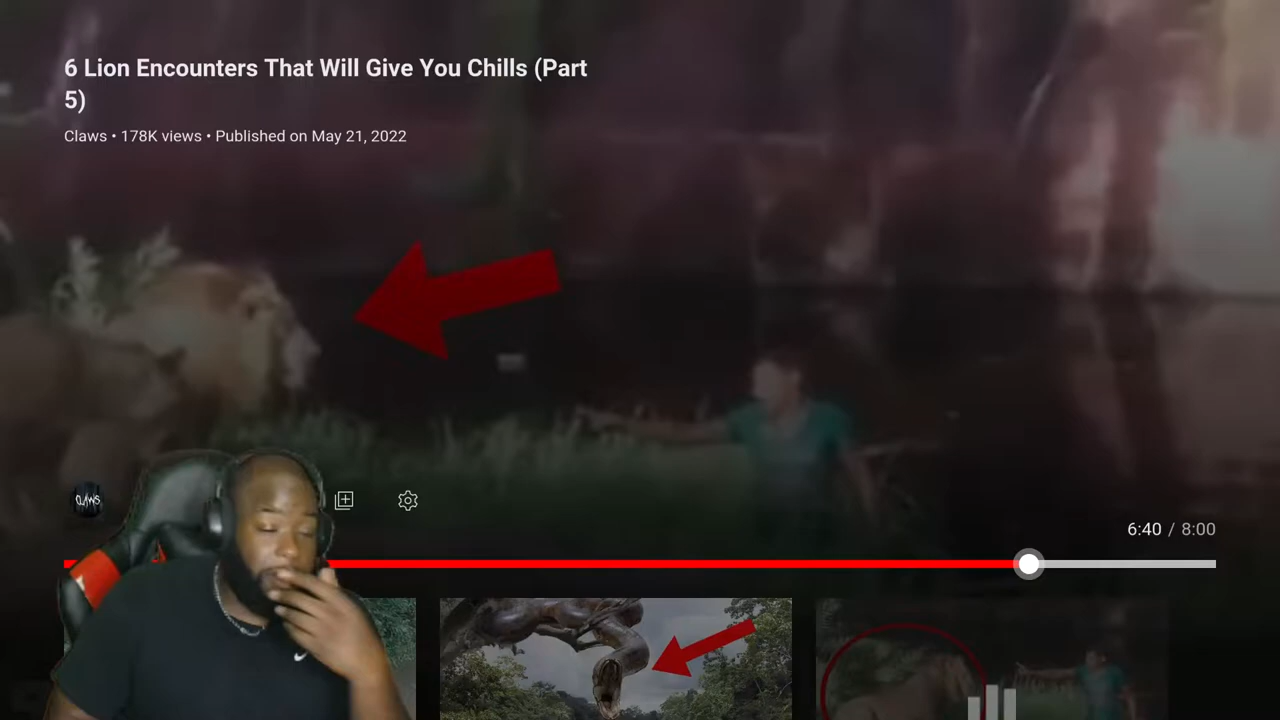 6 Lion Encounters That Will Give You Chills (Part
5)
Claws • 178K views • Published on May 21, 2022
CLAWS
6:40 / 8:00